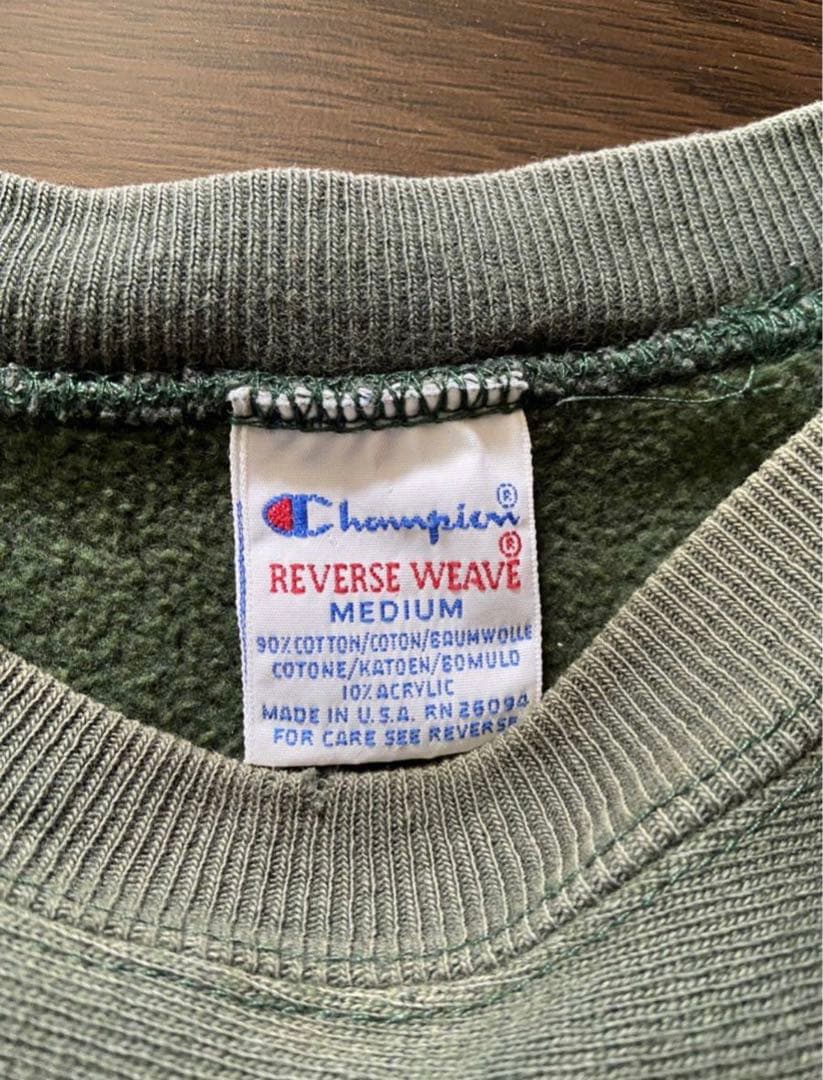 Champion®
REVERSE WEAVE®
MEDIUM
90% COTTON/COTON/BAUMWOLLE
COTONE/KATOEN/BOMULD
10% ACRYLIC
MADE IN U.S.A. RN 26094
FOR CARE SEE REVERSE